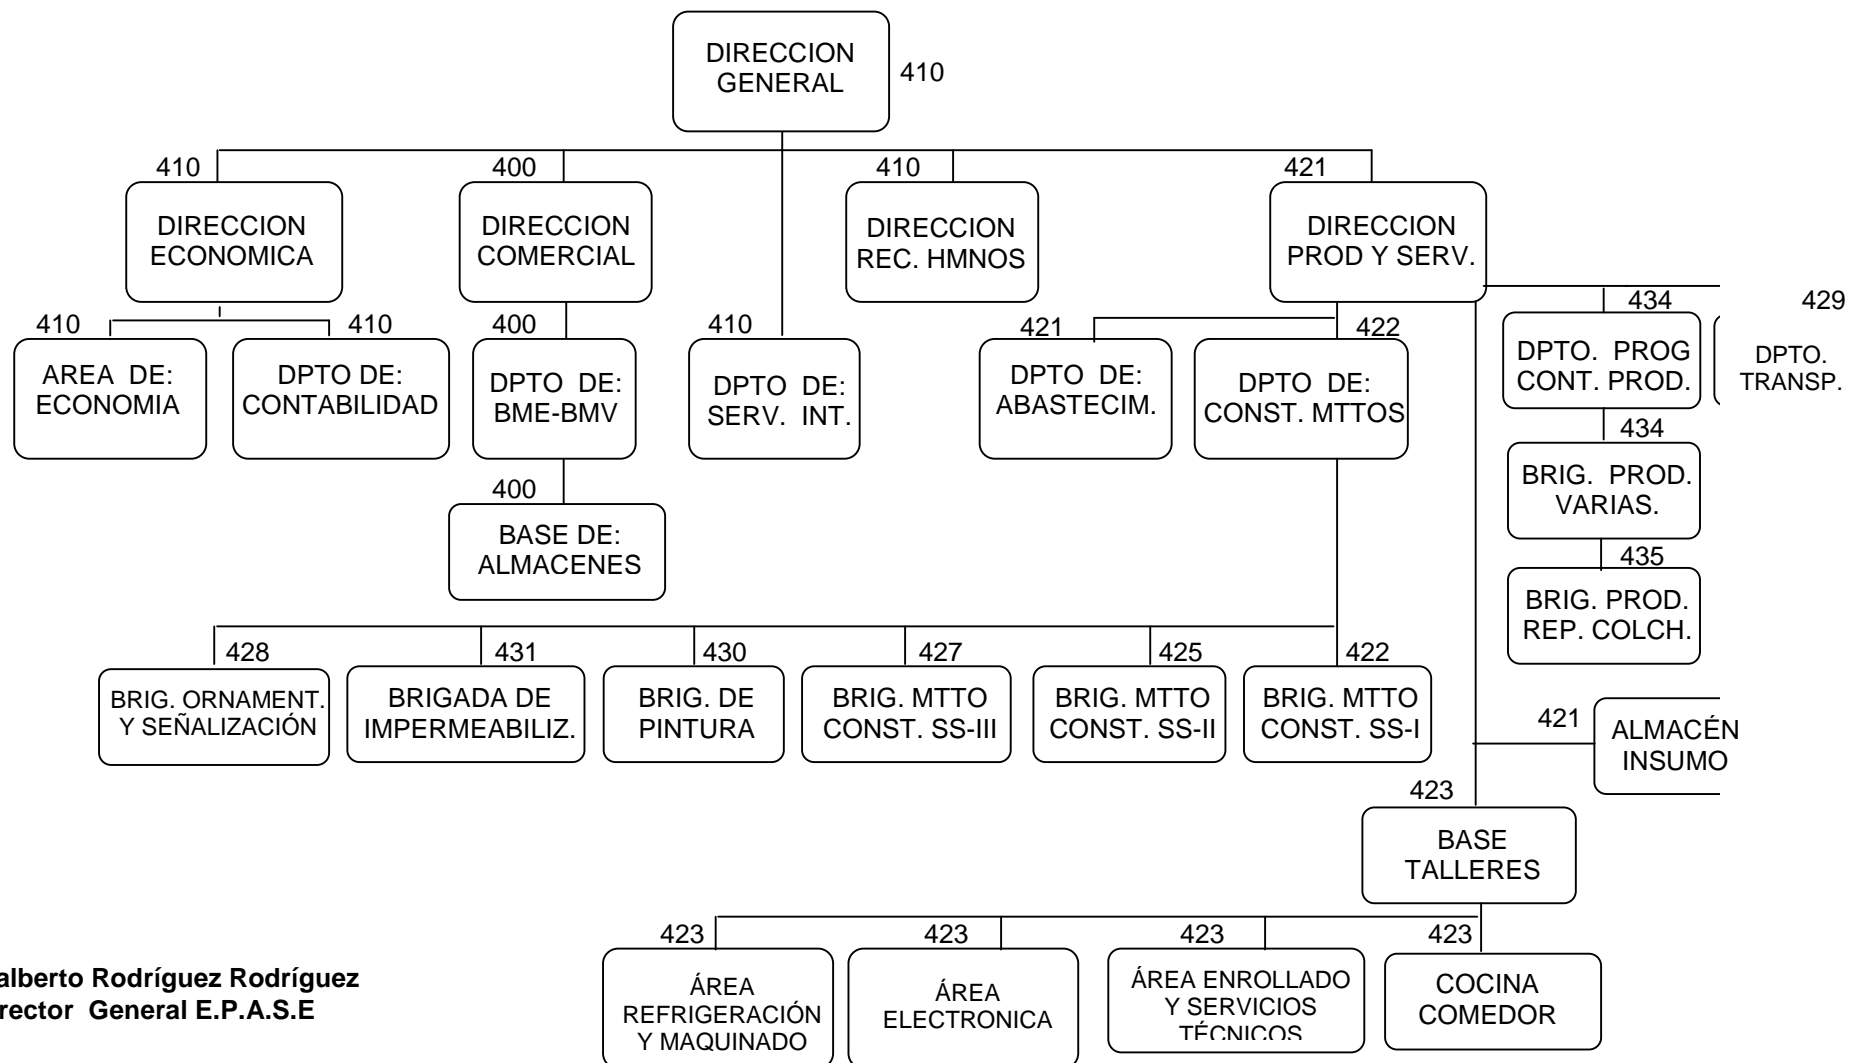 DIRECCION
GENERAL
410
410
400
410
421
DIRECCION
ECONOMICA
DIRECCION
COMERCIAL
DIRECCION
REC. HMNOS
DIRECCION
PROD Y SERV.
410
410
400
410
421
422
434
429
AREA DE:
ECONOMIA
DPTO DE:
CONTABILIDAD
DPTO DE:
BME-BMV
DPTO DE:
SERV. INT.
DPTO DE:
ABASTECIM.
DPTO DE:
CONST. MTTOS
DPTO. PROG
CONT. PROD.
DPTO.
TRANSP.
434
BRIG. PROD.
VARIAS.
400
BASE DE:
ALMACENES
435
BRIG. PROD.
REP. COLCH.
428
431
430
427
425
422
BRIG. ORNAMENT.
Y SEÑALIZACIÓN
BRIGADA DE
IMPERMEABILIZ.
BRIG. DE
PINTURA
BRIG. MTTO
CONST. SS-III
BRIG. MTTO
CONST. SS-II
BRIG. MTTO
CONST. SS-I
421
ALMACÉN
INSUMO
423
BASE
TALLERES
423
423
423
423
ÁREA
REFRIGERACIÓN
Y MAQUINADO
ÁREA
ELECTRONICA
ÁREA ENROLLADO
Y SERVICIOS
TÉCNICOS
COCINA
COMEDOR
alberto Rodríguez Rodríguez
rector General E.P.A.S.E